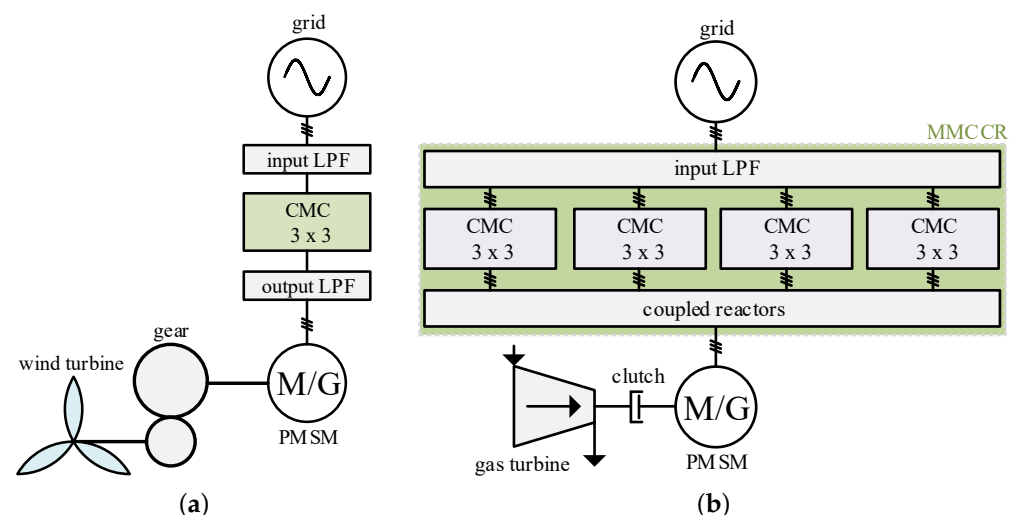 grid
input LPF
CMC
3 x 3
output LPF
gear
wind turbine
M/G
PMSM
(a)
grid
MMCCR
input LPF
CMC
3 x 3
CMC
3 x 3
CMC
3 x 3
CMC
3 x 3
coupled reactors
clutch
M/G
gas turbine
PMSM
(b)